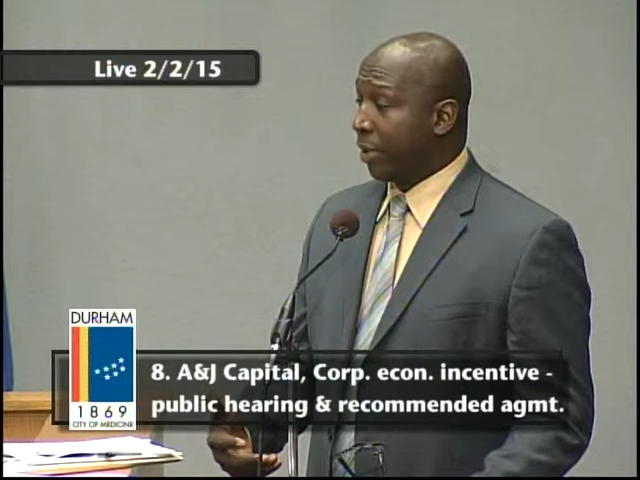 Live 2/2/15
DURHAM
1869
CITY OF MEDICINE
8. A&J Capital, Corp. econ. incentive -
public hearing & recommended agmt.